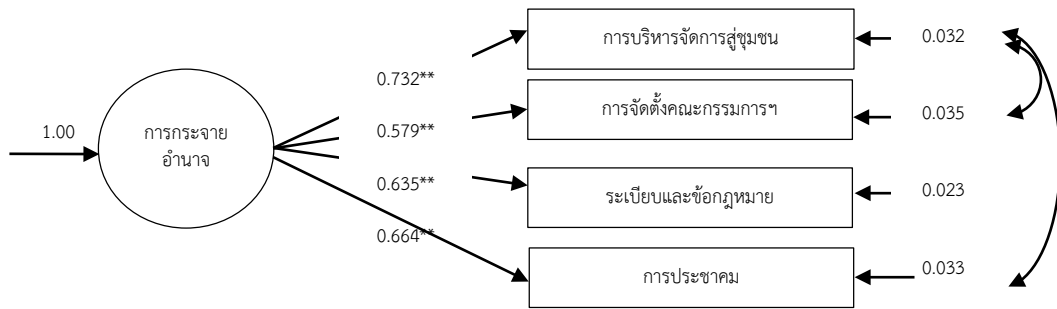 การบริหารจัดการสู่ชุมชน
0.032
0.732**
การจัดตั้งคณะกรรมการฯ
0.035
1.00
การกระจาย
อำนาจ
0.579**
0.635**
ระเบียบและข้อกฎหมาย
0.023
0.664**
การประชาคม
0.033